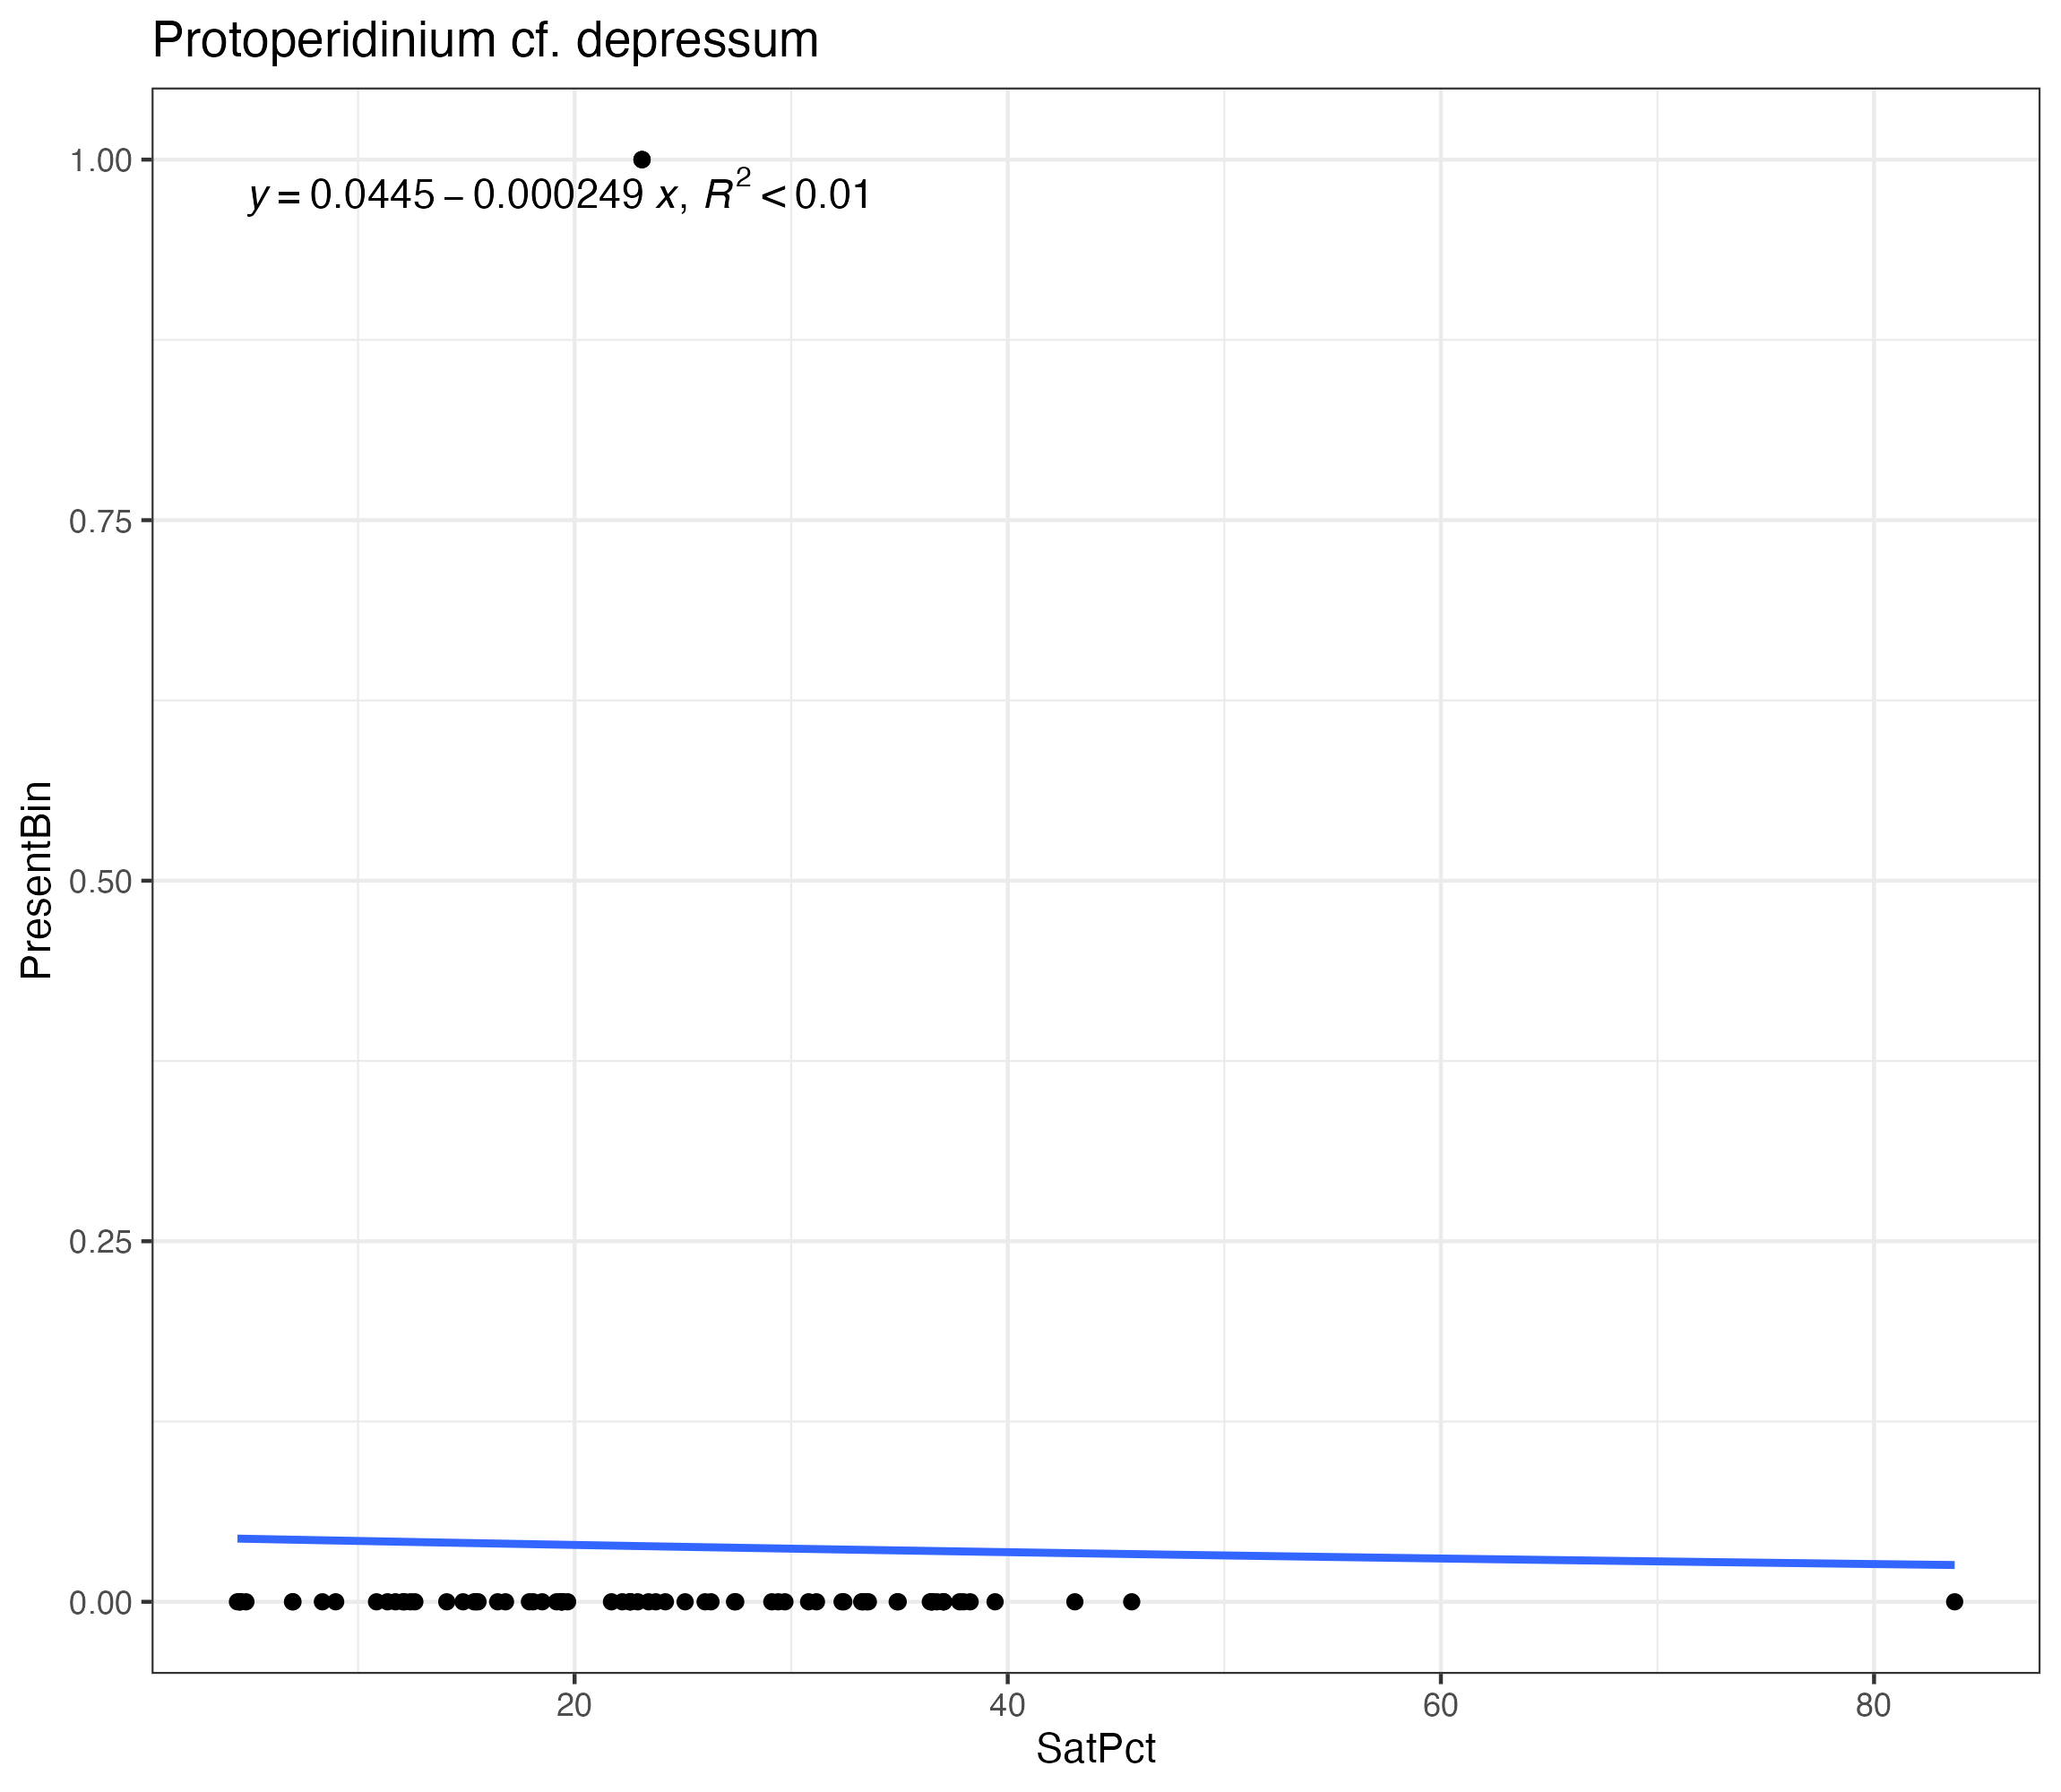 Protoperidinium cf. depressum
1.00
y = 0.0445 − 0.000249 x, R² < 0.01
0.75
PresentBin
0.50
0.25
0.00
20 40 60 80
SatPct